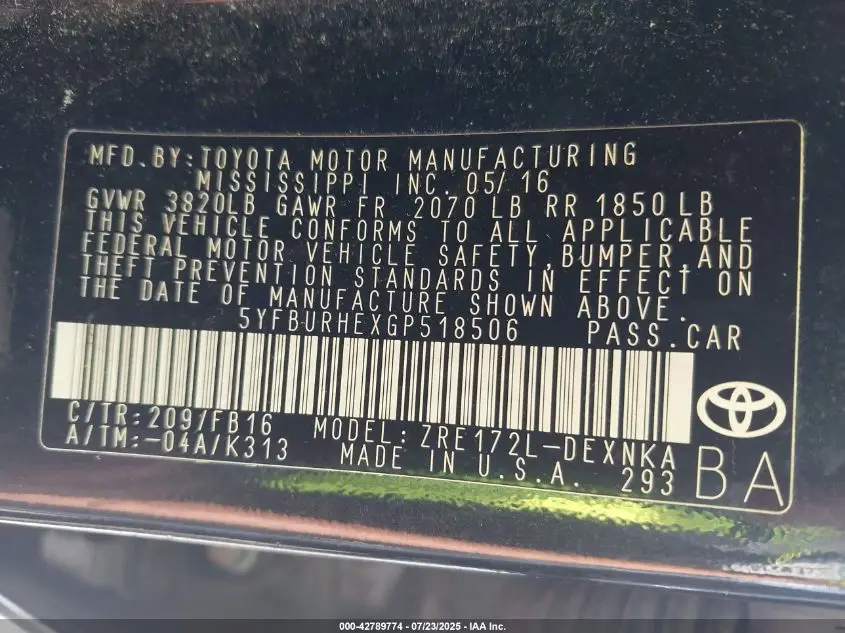 MFD.BY:TOYOTA MOTOR MANUFACTURING
MISSISSIPPI INC. 05/16
GVWR 3820LB GAWR FR 2070 LB RR 1850LB
THIS VEHICLE CONFORMS TO ALL APPLICABLE
FEDERAL MOTOR VEHICLE SAFETY,BUMPER,AND
THEFT PREVENTION STANDARDS IN EFFECT ON
THE DATE OF MANUFACTURE SHOWN ABOVE.
5YFBURHEXGP518506 PASS.CAR
C/TR:209/FB16 MODEL:ZRE172L-DEXNKA
A/TM:-04A/K313 MADE IN U.S.A. 293
BA
000-42789774 - 07/23/2025 - IAA Inc.